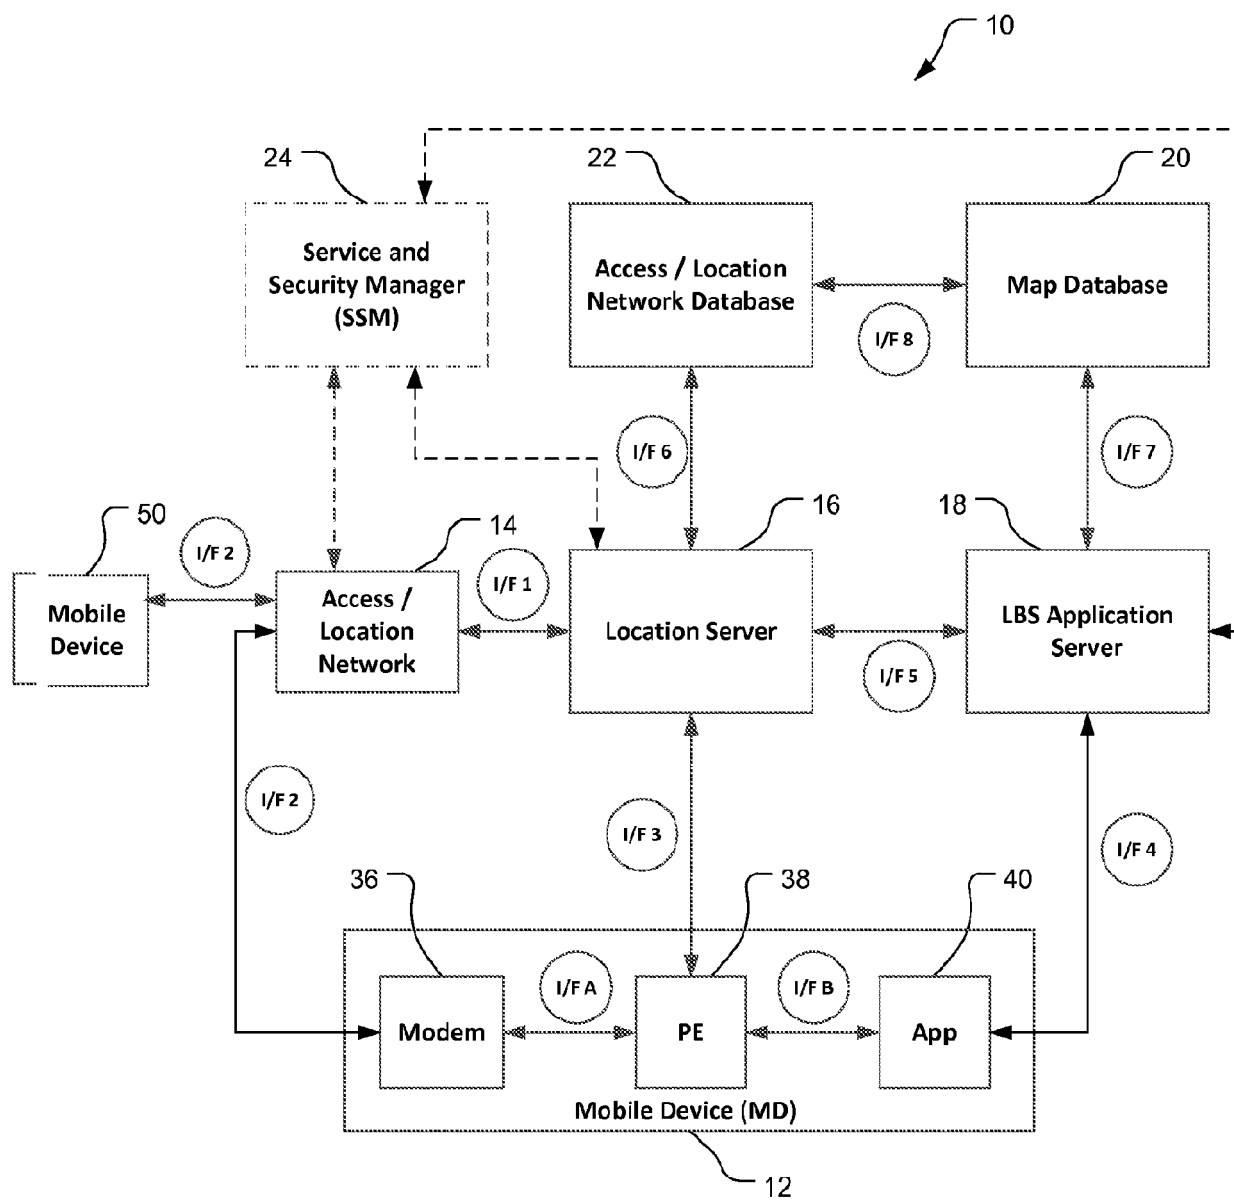 10
24
22
20
Service and
Security Manager
(SSM)
Access / Location
Network Database
Map Database
I/F 8
I/F 6
I/F 7
50
14
16
18
I/F 2
I/F 1
Mobile
Device
Access /
Location
Network
Location Server
LBS Application
Server
I/F 5
I/F 2
I/F 3
I/F 4
36
38
40
I/F A
I/F B
Modem
PE
App
Mobile Device (MD)
12